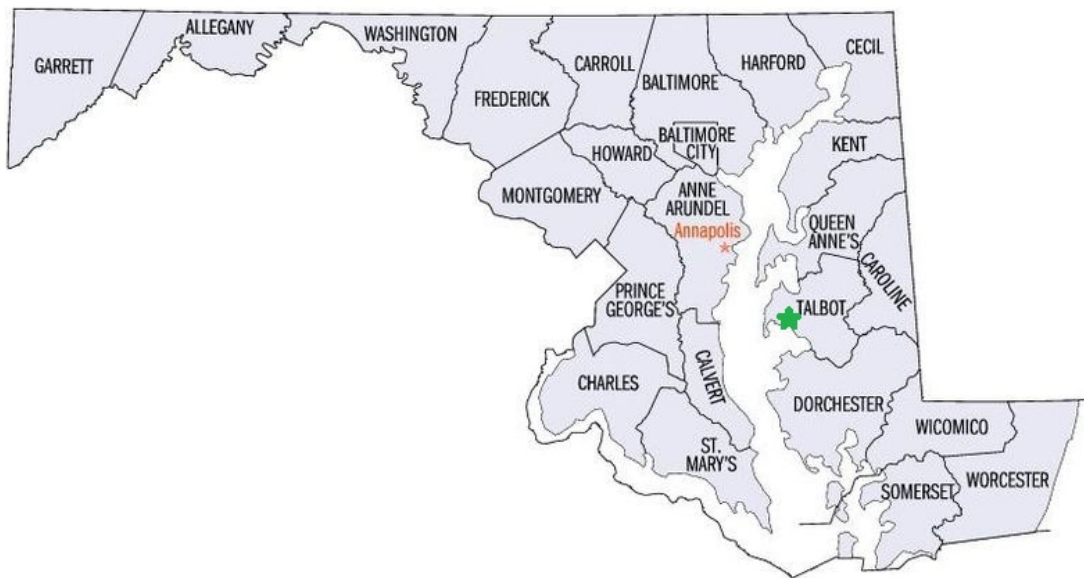 GARRETT
ALLEGANY
WASHINGTON
FREDERICK
CARROLL
BALTIMORE
HARFORD
CECIL
BALTIMORE
CITY
KENT
HOWARD
MONTGOMERY
ANNE
ARUNDEL
Annapolis
*
QUEEN
ANNE'S
CAROLINE
PRINCE
GEORGE'S
TALBOT
CALVERT
CHARLES
DORCHESTER
ST.
MARY'S
WICOMICO
SOMERSET
WORCESTER